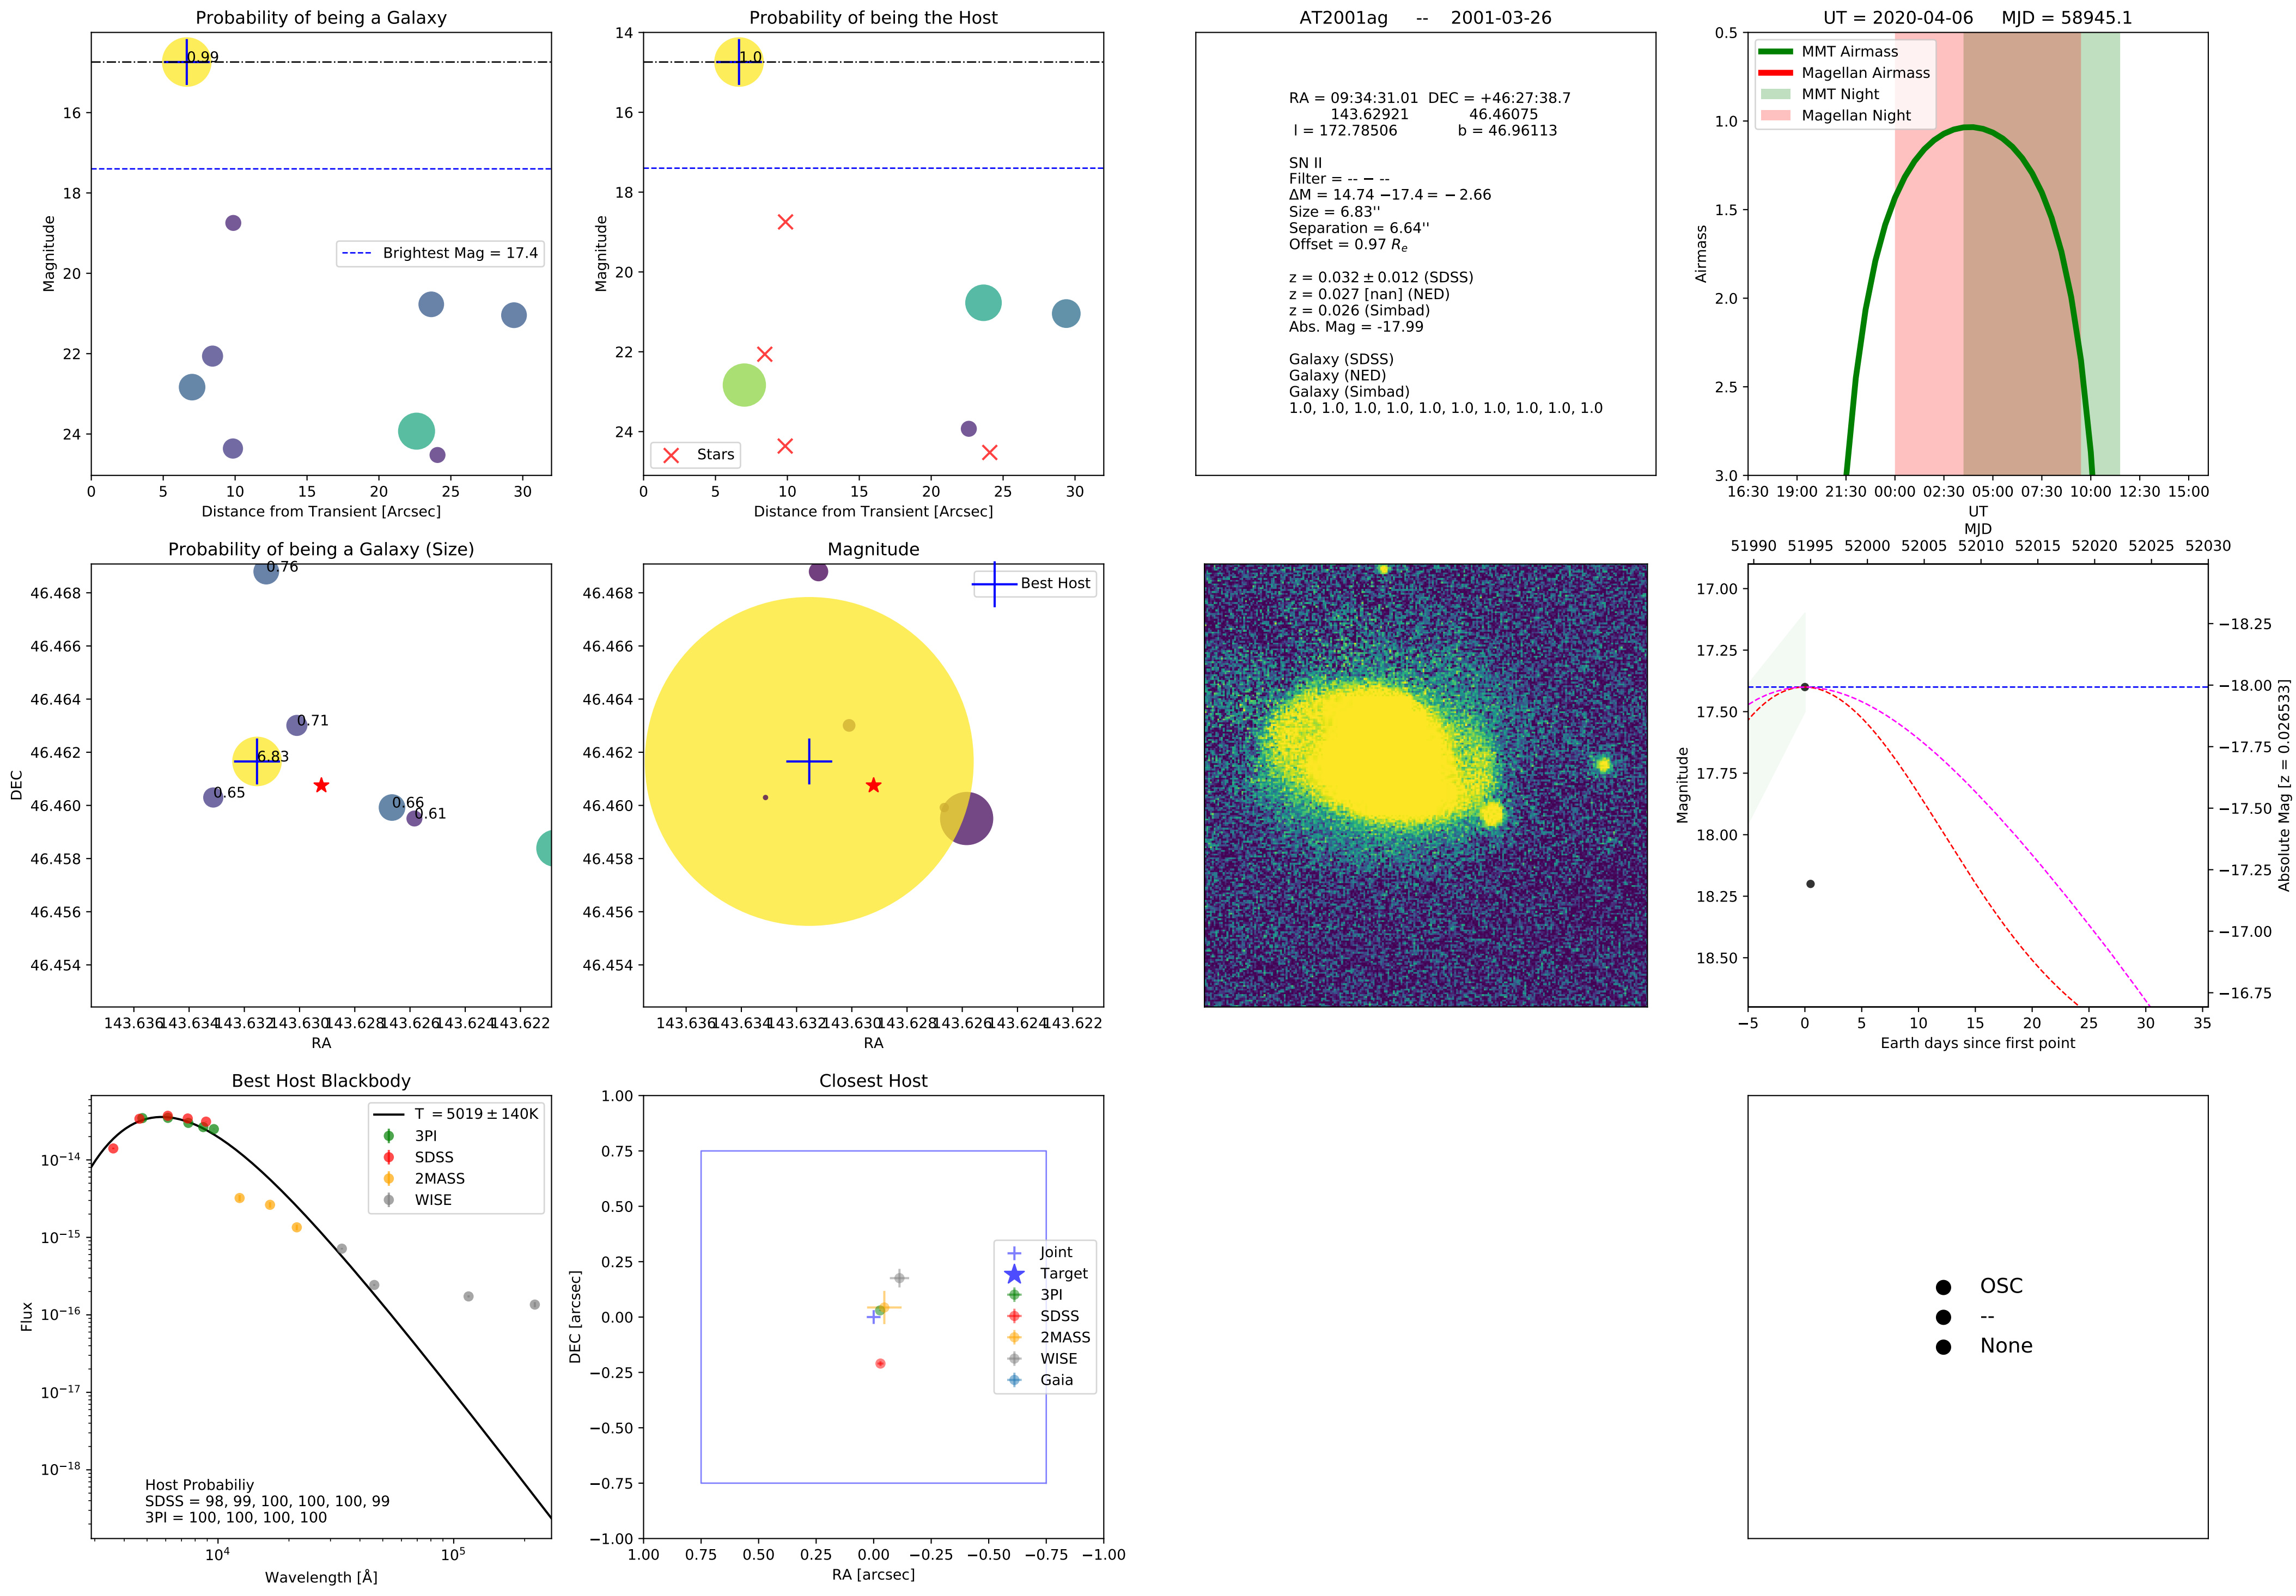 Probability of being a Galaxy
0.99
Brightest Mag = 17.4
16
18
20
22
24
Magnitude
0
5
10
15
20
25
30
Distance from Transient [Arcsec]
Probability of being the Host
1.0
14
16
18
20
22
24
Magnitude
Stars
0
5
10
15
20
25
30
Distance from Transient [Arcsec]
AT2001ag -- 2001-03-26
RA = 09:34:31.01 DEC = +46:27:38.7
143.62921 46.46075
l = 172.78506 b = 46.96113
SN II
Filter = -- − --
ΔM = 14.74 −17.4 = −2.66
Size = 6.83''
Separation = 6.64''
Offset = 0.97 Re
z = 0.032 ± 0.012 (SDSS)
z = 0.027 [nan] (NED)
z = 0.026 (Simbad)
Abs. Mag = -17.99
Galaxy (SDSS)
Galaxy (NED)
Galaxy (Simbad)
1.0, 1.0, 1.0, 1.0, 1.0, 1.0, 1.0, 1.0, 1.0, 1.0
UT = 2020-04-06 MJD = 58945.1
MMT Airmass
Magellan Airmass
MMT Night
Magellan Night
0.5
1.0
1.5
2.0
2.5
3.0
Airmass
16:30 19:00 21:30 00:00 02:30 05:00 07:30 10:00 12:30 15:00
UT
Probability of being a Galaxy (Size)
0.76
0.71
6.83
0.65
0.66
0.61
46.468
46.466
46.464
46.462
46.460
46.458
46.456
46.454
DEC
143.636 143.634 143.632 143.630 143.628 143.626 143.624 143.622
RA
Magnitude
Best Host
46.468
46.466
46.464
46.462
46.460
46.458
46.456
46.454
143.636 143.634 143.632 143.630 143.628 143.626 143.624 143.622
RA
MJD
51990 51995 52000 52005 52010 52015 52020 52025 52030
17.00
17.25
17.50
17.75
18.00
18.25
18.50
Magnitude
−18.25
−18.00
−17.75
−17.50
−17.25
−17.00
−16.75
Absolute Mag [z = 0.026533]
−5 0 5 10 15 20 25 30 35
Earth days since first point
Best Host Blackbody
T = 5019 ± 140K
3PI
SDSS
2MASS
WISE
10−14
10−15
10−16
10−17
10−18
Flux
Host Probabiliy
SDSS = 98, 99, 100, 100, 100, 99
3PI = 100, 100, 100, 100
104 105
Wavelength [Å]
Closest Host
1.00
0.75
0.50
0.25
0.00
−0.25
−0.50
−0.75
−1.00
DEC [arcsec]
Joint
Target
3PI
SDSS
2MASS
WISE
Gaia
1.00 0.75 0.50 0.25 0.00 −0.25 −0.50 −0.75 −1.00
RA [arcsec]
OSC
--
None